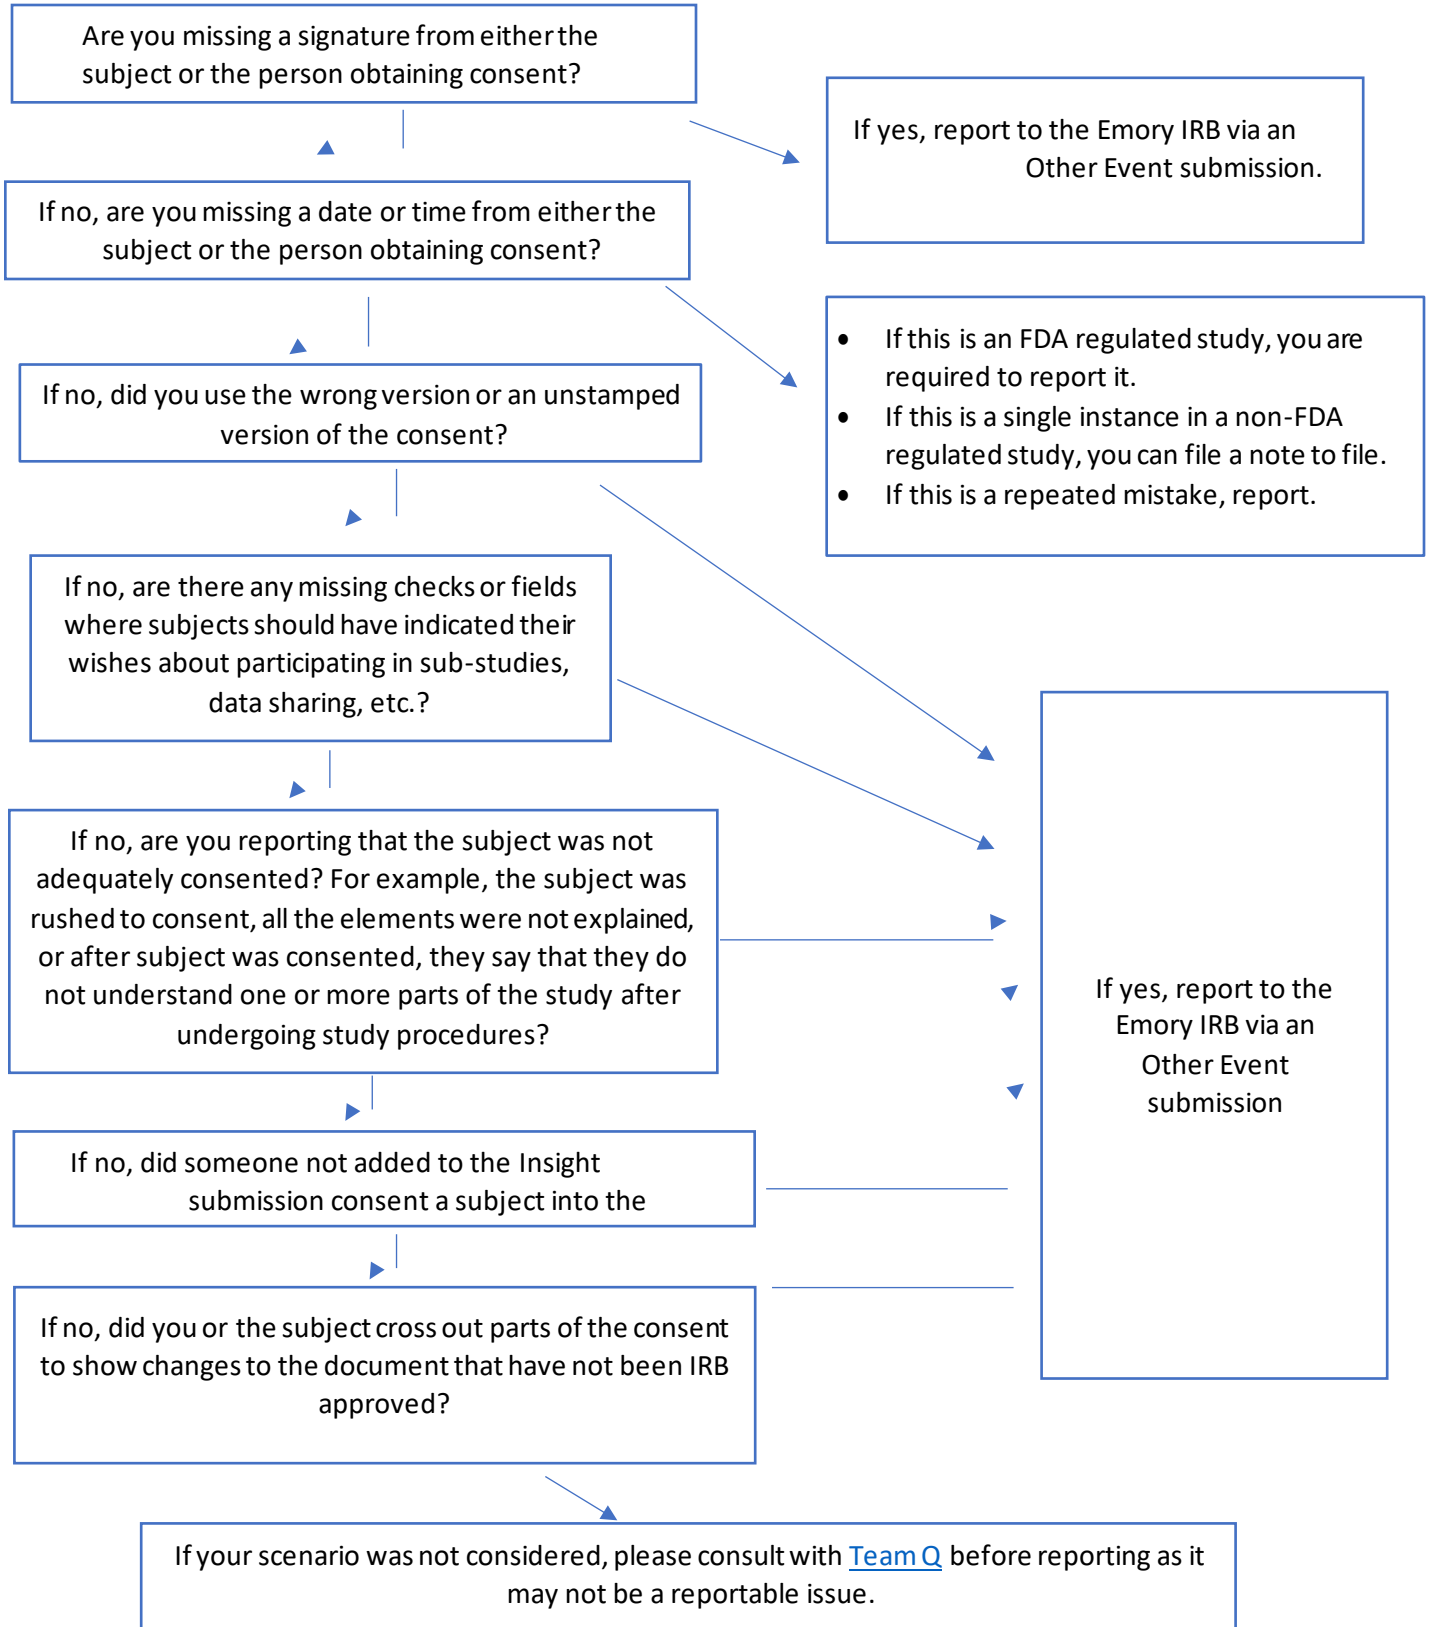 Are you missing a signature from either the
subject or the person obtaining consent?
If yes, report to the Emory IRB via an
Other Event submission.
If no, are you missing a date or time from either the
subject or the person obtaining consent?
• If this is an FDA regulated study, you are
required to report it.
• If this is a single instance in a non-FDA
regulated study, you can file a note to file.
• If this is a repeated mistake, report.
If no, did you use the wrong version or an unstamped
version of the consent?
If no, are there any missing checks or fields
where subjects should have indicated their
wishes about participating in sub-studies,
data sharing, etc.?
If no, are you reporting that the subject was not
adequately consented? For example, the subject was
rushed to consent, all the elements were not explained,
or after subject was consented, they say that they do
not understand one or more parts of the study after
undergoing study procedures?
If yes, report to the
Emory IRB via an
Other Event
submission
If no, did someone not added to the Insight
submission consent a subject into the
If no, did you or the subject cross out parts of the consent
to show changes to the document that have not been IRB
approved?
If your scenario was not considered, please consult with Team Q before reporting as it
may not be a reportable issue.